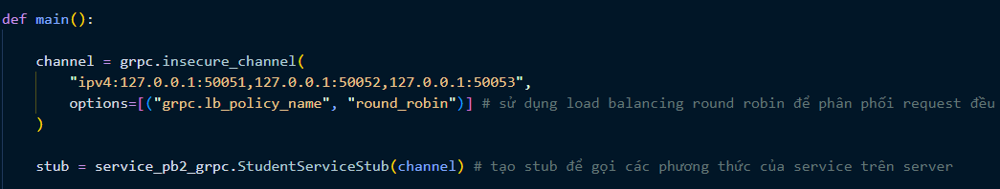 def main():
channel = grpc.insecure_channel(
"ipv4:127.0.0.1:50051,127.0.0.1:50052,127.0.0.1:50053",
options=[("grpc.lb_policy_name", "round_robin")] # sử dụng load balancing round robin để phân phối request đều
)
stub = service_pb2_grpc.StudentServiceStub(channel) # tạo stub để gọi các phương thức của service trên server